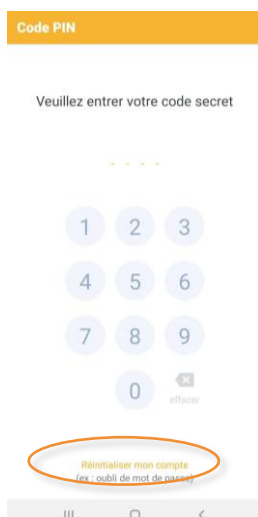 Code PIN
Veuillez entrer votre code secret
1 2 3
4 5 6
7 8 9
0
effacer
Réinitialiser mon compte
(ex : oubli de mot de passe)